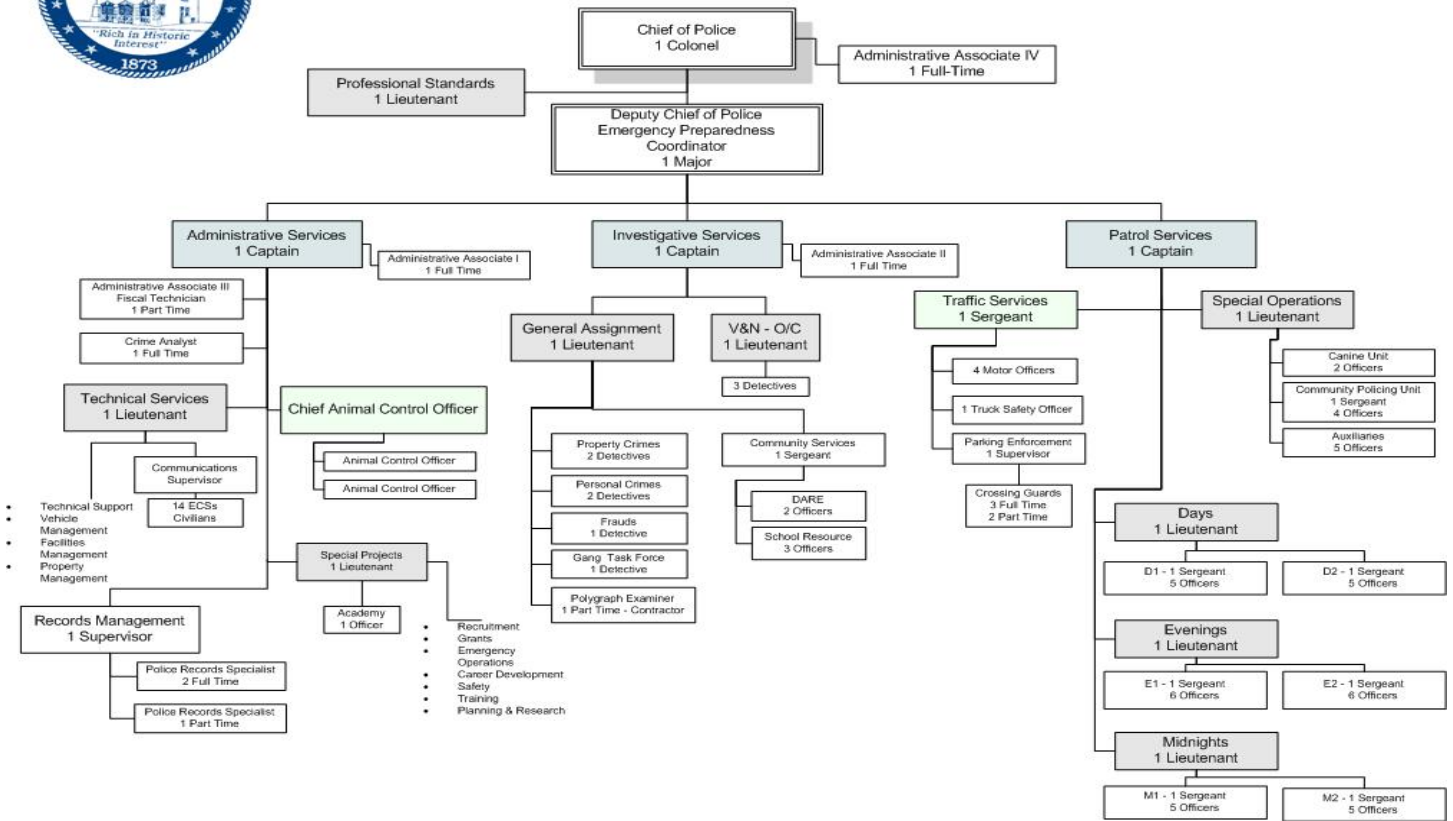 "Rich in Historic
Interest"
1873
Chief of Police
1 Colonel
Administrative Associate IV
1 Full-Time
Professional Standards
1 Lieutenant
Deputy Chief of Police
Emergency Preparedness
Coordinator
1 Major
Administrative Services
1 Captain
Administrative Associate I
1 Full Time
Administrative Associate III
Fiscal Technician
1 Part Time
Crime Analyst
1 Full Time
Technical Services
1 Lieutenant
Communications
Supervisor
14 ECSs
Civilians
• Technical Support
• Vehicle
Management
• Facilities
Management
• Property
Management
Chief Animal Control Officer
Animal Control Officer
Animal Control Officer
Special Projects
1 Lieutenant
Academy
1 Officer
• Recruitment
• Grants
• Emergency
Operations
• Career Development
• Safety
• Training
• Planning & Research
Records Management
1 Supervisor
Police Records Specialist
2 Full Time
Police Records Specialist
1 Part Time
Investigative Services
1 Captain
Administrative Associate II
1 Full Time
General Assignment
1 Lieutenant
V&N - O/C
1 Lieutenant
3 Detectives
Property Crimes
2 Detectives
Personal Crimes
2 Detectives
Frauds
1 Detective
Gang Task Force
1 Detective
Polygraph Examiner
1 Part Time - Contractor
Community Services
1 Sergeant
DARE
2 Officers
School Resource
3 Officers
Patrol Services
1 Captain
Traffic Services
1 Sergeant
4 Motor Officers
1 Truck Safety Officer
Parking Enforcement
1 Supervisor
Crossing Guards
3 Full Time
2 Part Time
Special Operations
1 Lieutenant
Canine Unit
2 Officers
Community Policing Unit
1 Sergeant
4 Officers
Auxiliaries
5 Officers
Days
1 Lieutenant
D1 - 1 Sergeant
5 Officers
D2 - 1 Sergeant
5 Officers
Evenings
1 Lieutenant
E1 - 1 Sergeant
6 Officers
E2 - 1 Sergeant
6 Officers
Midnights
1 Lieutenant
M1 - 1 Sergeant
5 Officers
M2 - 1 Sergeant
5 Officers